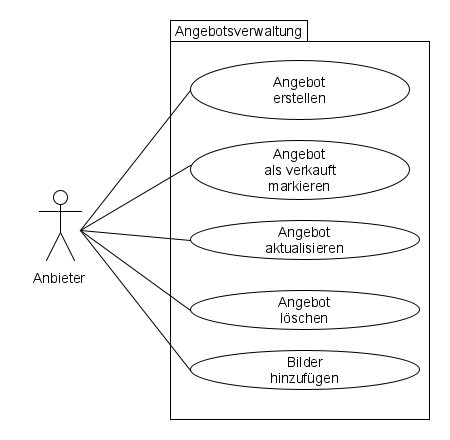 Angebotsverwaltung
Angebot
erstellen
Angebot
als verkauft
markieren
Angebot
aktualisieren
Anbieter
Angebot
löschen
Bilder
hinzufügen